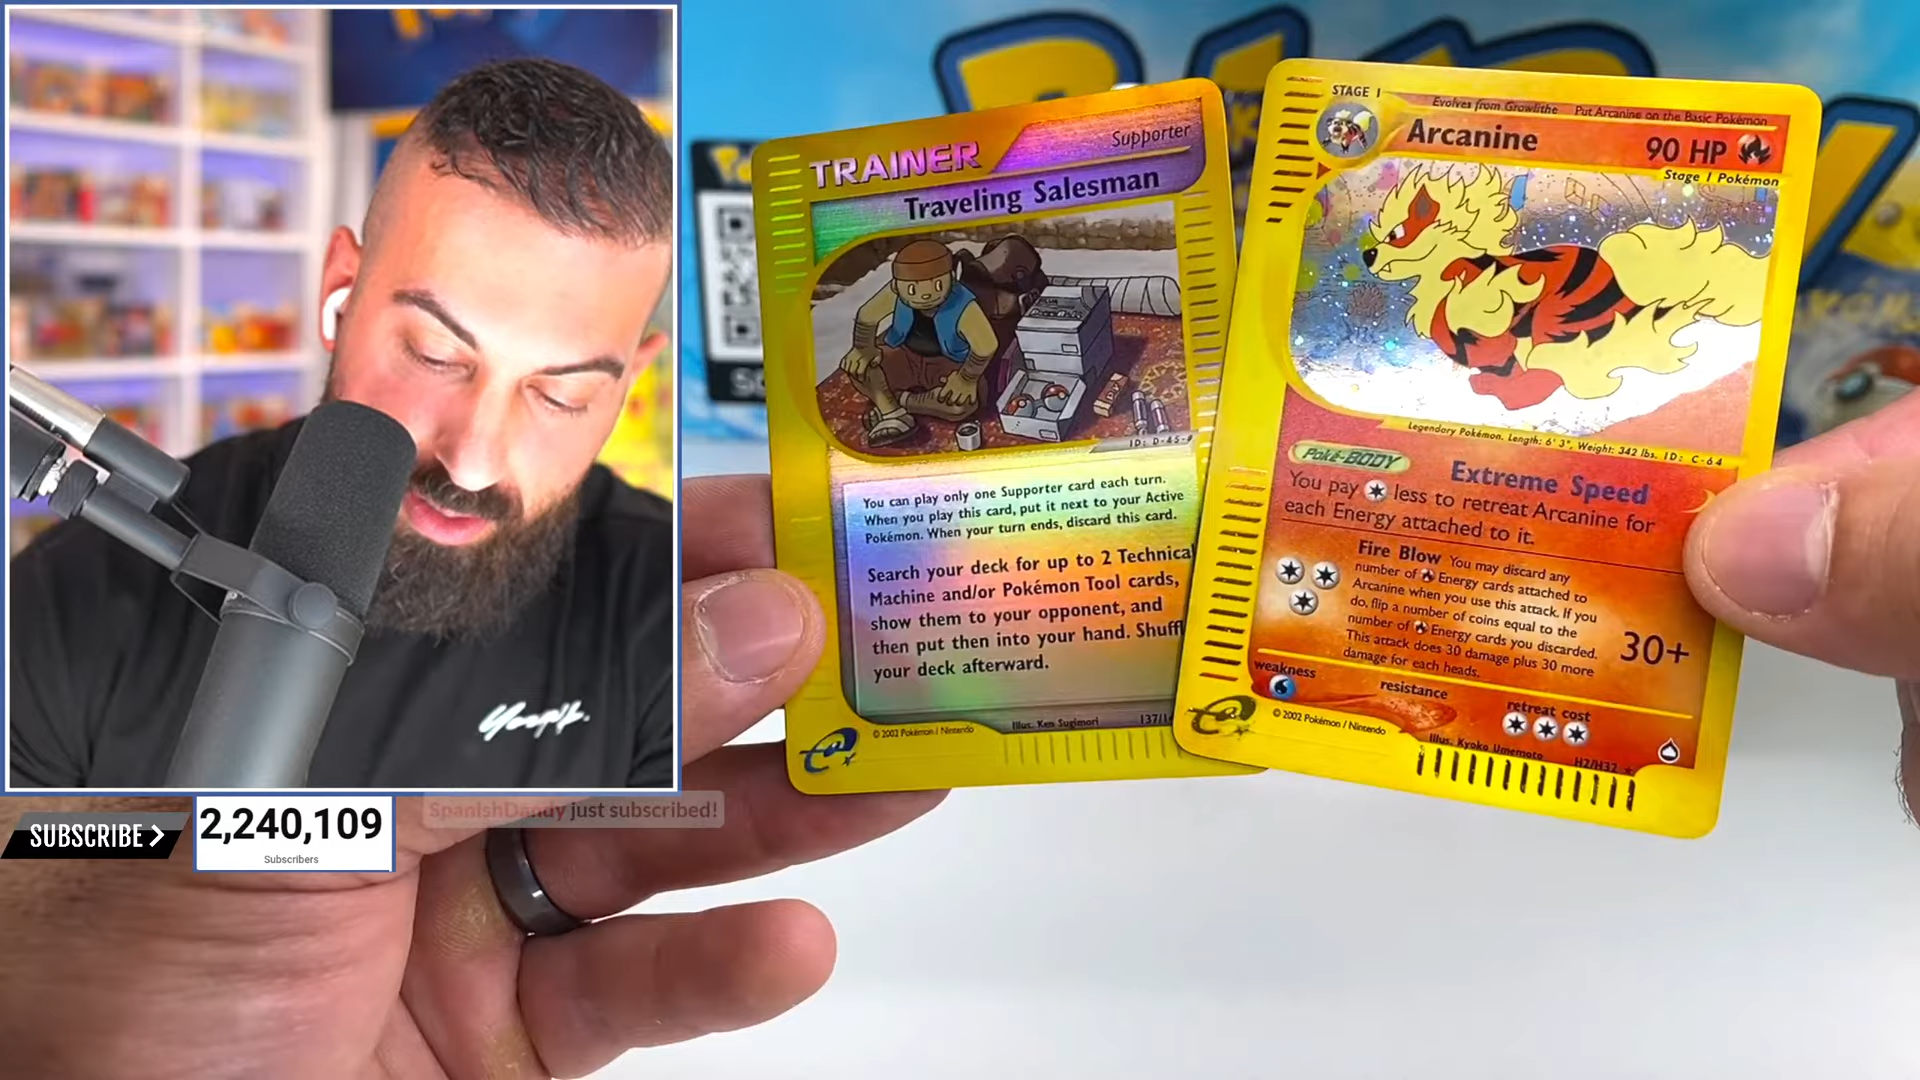 TRAINER
Supporter
Traveling Salesman
ID: D-45-
You can play only one Supporter card each turn.
When you play this card, put it next to your Active
Pokémon. When your turn ends, discard this card.
Search your deck for up to 2 Technical
Machine and/or Pokémon Tool cards,
show them to your opponent, and
then put then into your hand. Shuffl
your deck afterward.
Illus. Ken Sugimori
137/1
© 2002 Pokémon / Nintendo
STAGE 1
Evolves from Growlithe
Put Arcanine on the Basic Pokémon
Arcanine
90 HP
Stage 1 Pokémon
Legendary Pokémon. Length: 6' 3", Weight: 342 lbs. ID: C-64
Poké-BODY
Extreme Speed
You pay less to retreat Arcanine for
each Energy attached to it.
Fire Blow You may discard any
number of Energy cards attached to
Arcanine when you use this attack. If you
do, flip a number of coins equal to the
number of Energy cards you discarded.
This attack does 30 damage plus 30 more
damage for each heads.
30+
weakness
resistance
retreat cost
© 2002 Pokémon / Nintendo
Illus. Kyoko Umemoto
H2/H32
SUBSCRIBE
2,240,109
Subscribers
SpanishDandy just subscribed!